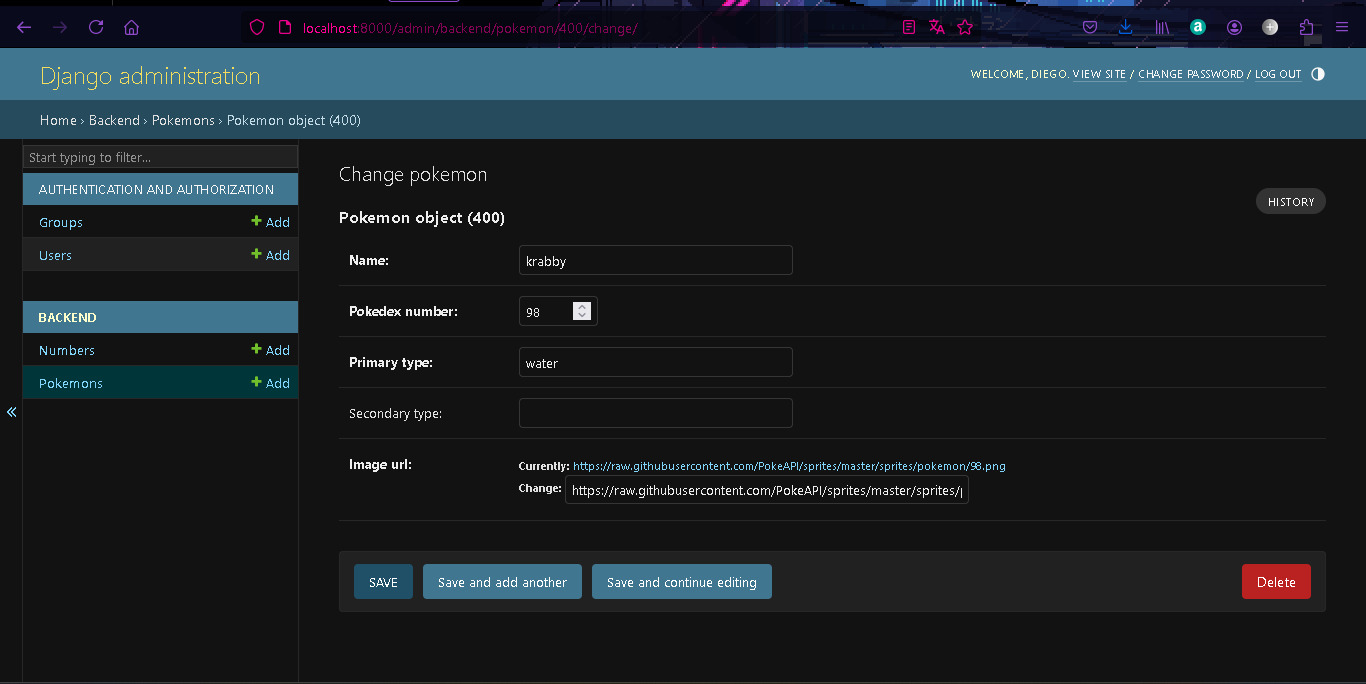 localhost:8000/admin/backend/pokemon/400/change/
Django administration
WELCOME, DIEGO. VIEW SITE / CHANGE PASSWORD / LOG OUT
Home › Backend › Pokemons › Pokemon object (400)
Start typing to filter...
AUTHENTICATION AND AUTHORIZATION
Groups + Add
Users + Add
BACKEND
Numbers + Add
Pokemons + Add
«
Change pokemon
HISTORY
Pokemon object (400)
Name: krabby
Pokedex number: 98
Primary type: water
Secondary type:
Image url: Currently: https://raw.githubusercontent.com/PokeAPI/sprites/master/sprites/pokemon/98.png
Change: https://raw.githubusercontent.com/PokeAPI/sprites/master/sprites/p
SAVE Save and add another Save and continue editing Delete